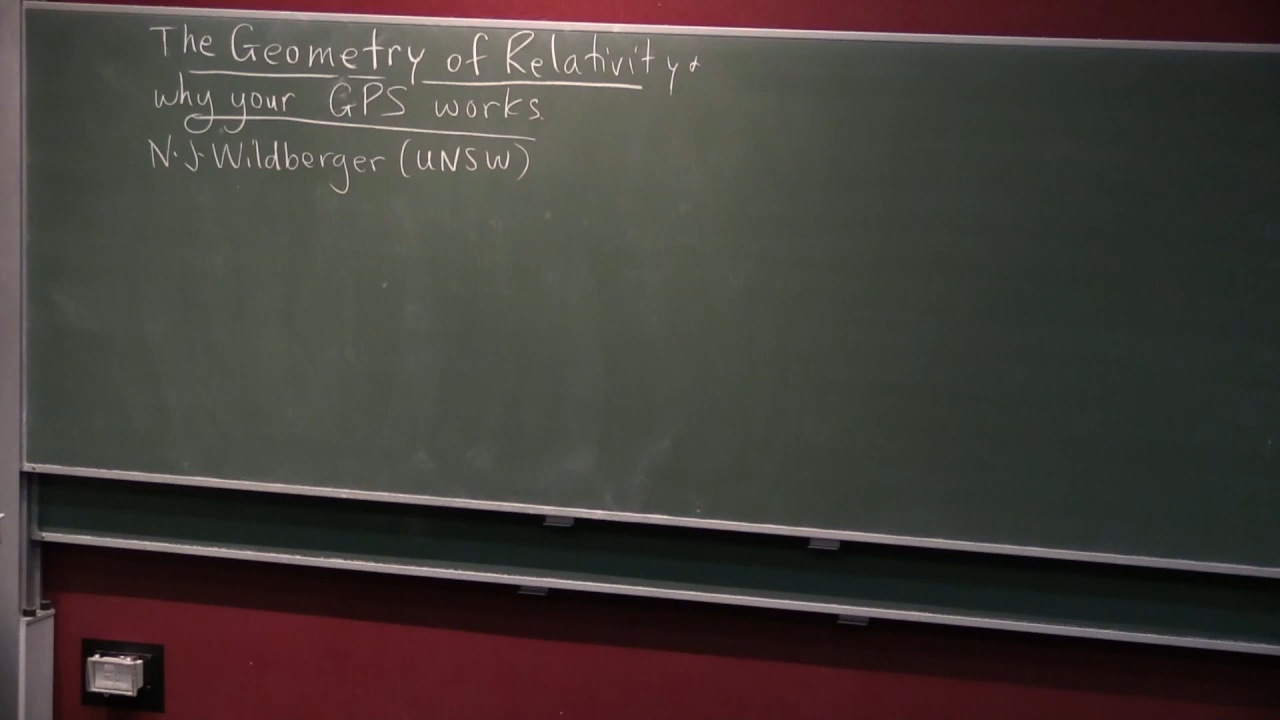 The Geometry of Relativity &
why your GPS works.
N.J. Wildberger (UNSW)